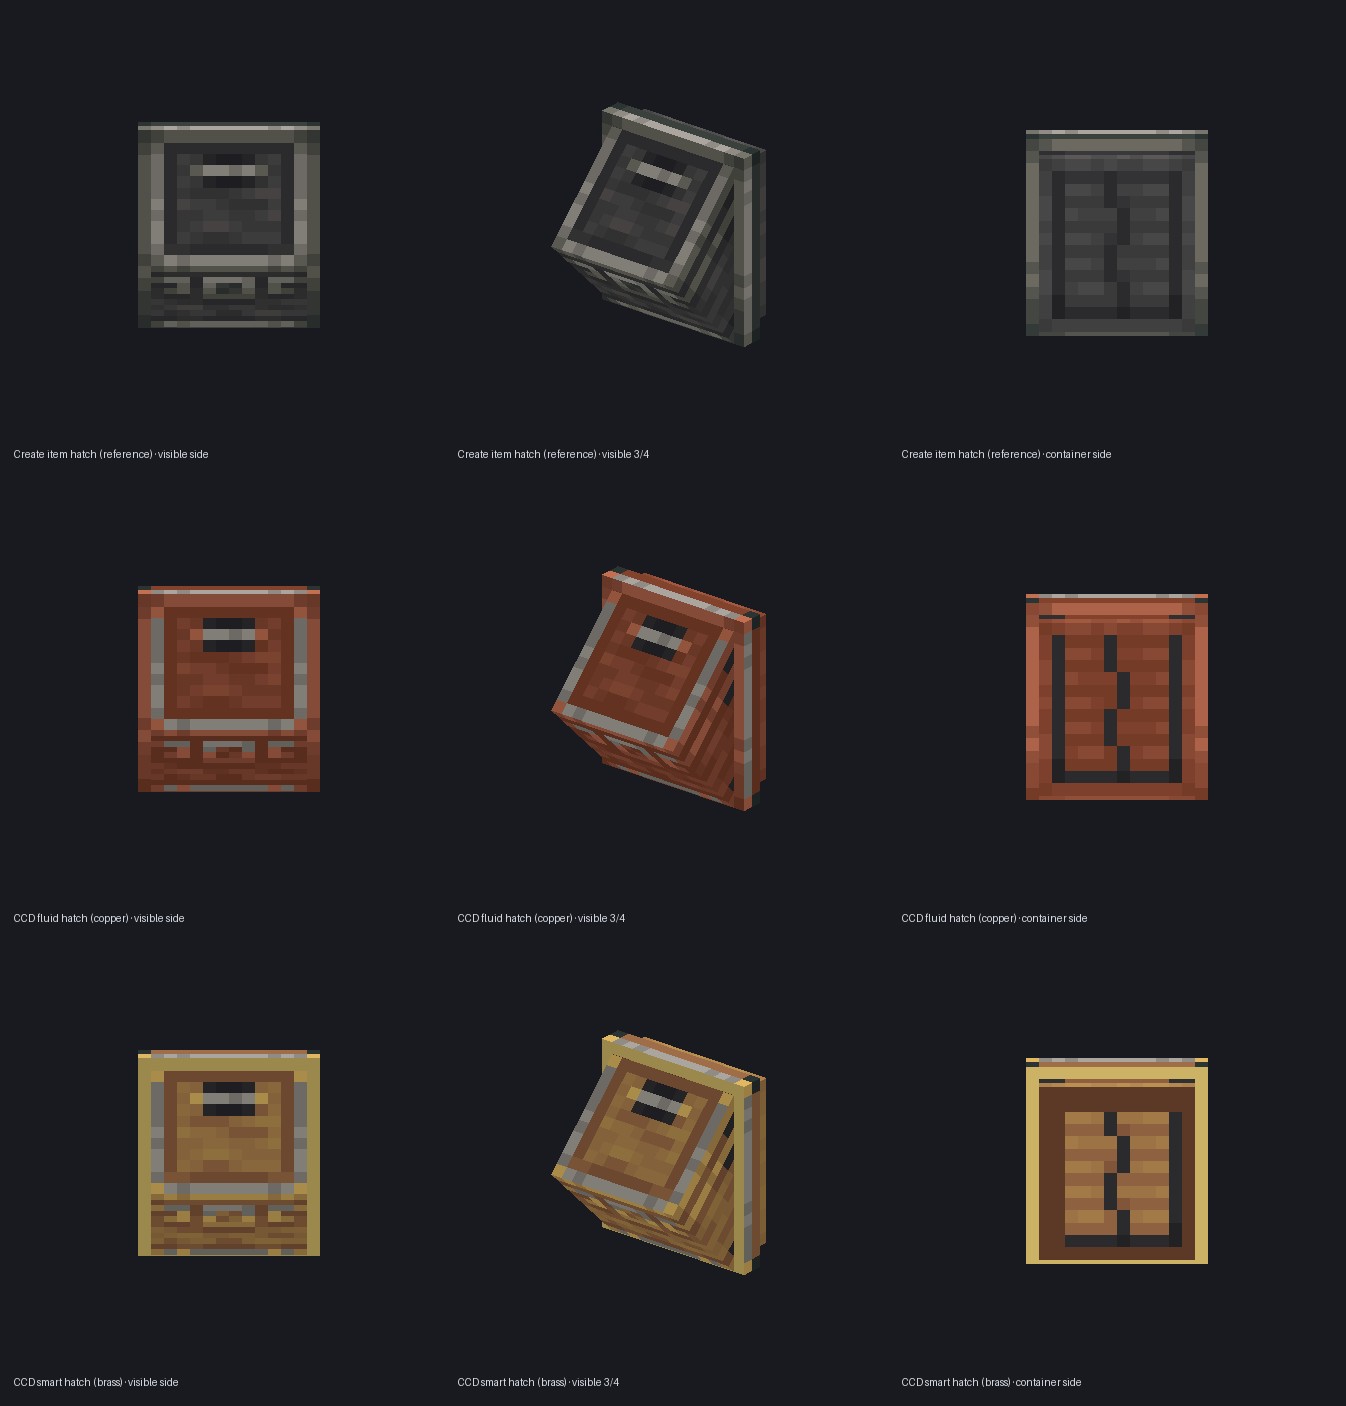 Create item hatch (reference) · visible side
Create item hatch (reference) · visible 3/4
Create item hatch (reference) · container side
CCD fluid hatch (copper) · visible side
CCD fluid hatch (copper) · visible 3/4
CCD fluid hatch (copper) · container side
CCD smart hatch (brass) · visible side
CCD smart hatch (brass) · visible 3/4
CCD smart hatch (brass) · container side